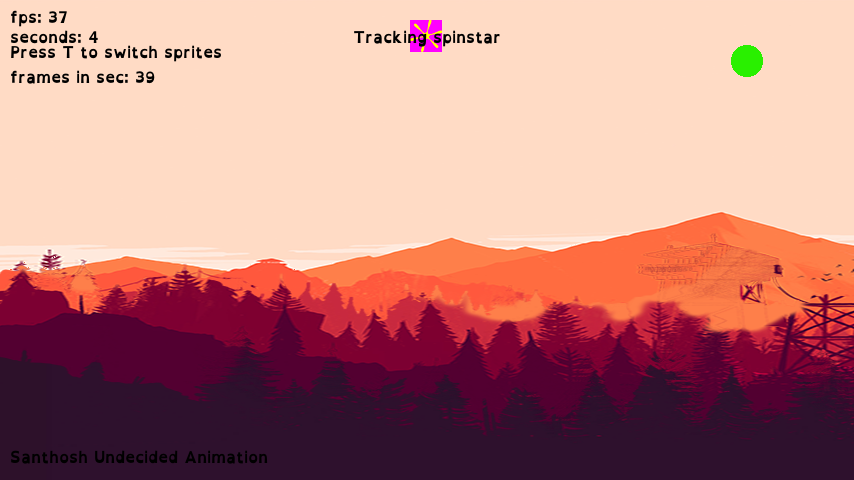 fps: 37
seconds: 4
Press T to switch sprites
frames in sec: 39
Tracking spinstar
Santhosh Undecided Animation